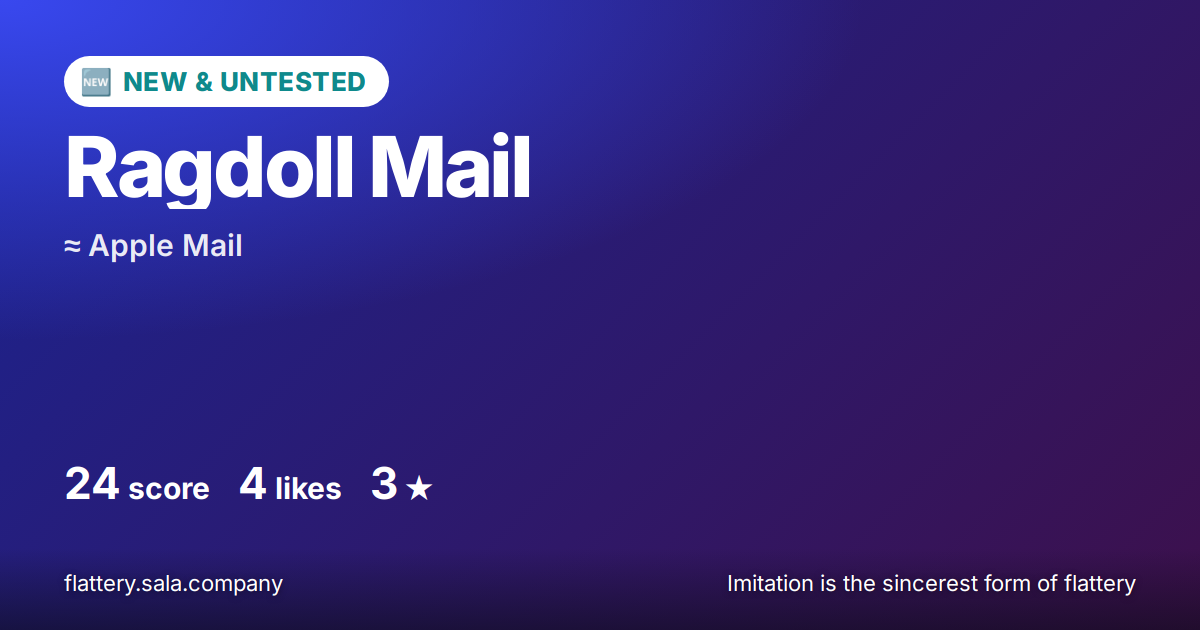 🆕 NEW & UNTESTED
Ragdoll Mail
≈ Apple Mail
24 score 4 likes 3 ★
flattery.sala.company
Imitation is the sincerest form of flattery